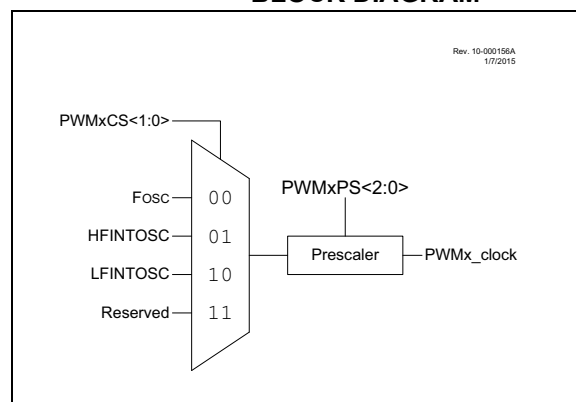 BLOCK DIAGRAM
Rev. 10-000156A
1/7/2015
PWMxCS<1:0>
PWMxPS<2:0>
FOSC 00
HFINTOSC 01
Prescaler PWMx_clock
LFINTOSC 10
Reserved 11